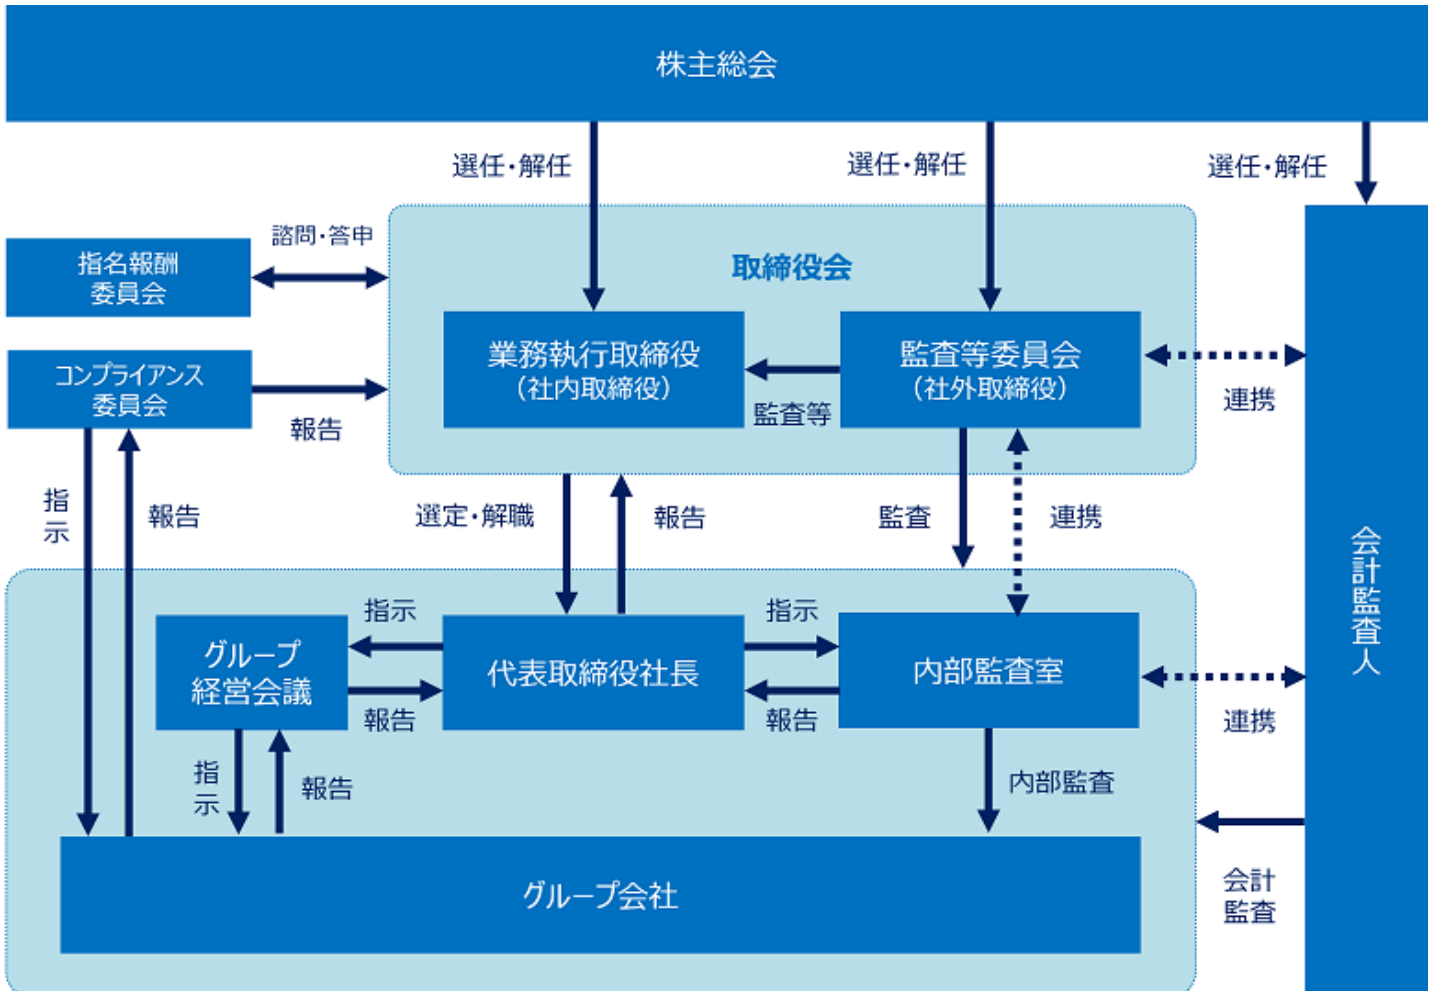 株主総会
選任・解任
選任・解任
選任・解任
諮問・答申
取締役会
指名報酬
委員会
業務執行取締役
（社内取締役）
監査等委員会
（社外取締役）
監査等
連携
コンプライアンス
委員会
報告
指
示
報告
選定・解職
報告
監査
連携
会計監査人
指示
指示
グループ
経営会議
代表取締役社長
内部監査室
報告
報告
連携
指
示
報告
内部監査
グループ会社
会計
監査